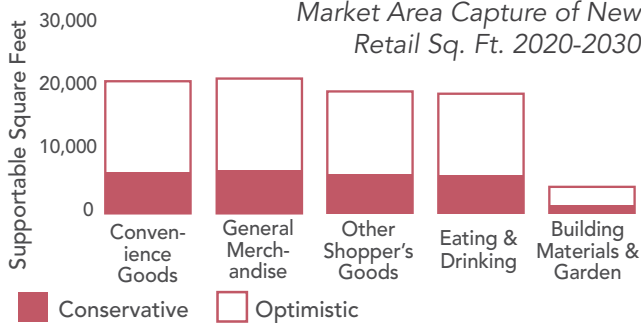 Market Area Capture of New
Retail Sq. Ft. 2020-2030
Supportable Square Feet
30,000
20,000
10,000
0
Conven-
ience
Goods
General
Merch-
andise
Other
Shopper's
Goods
Eating &
Drinking
Building
Materials &
Garden
Conservative
Optimistic